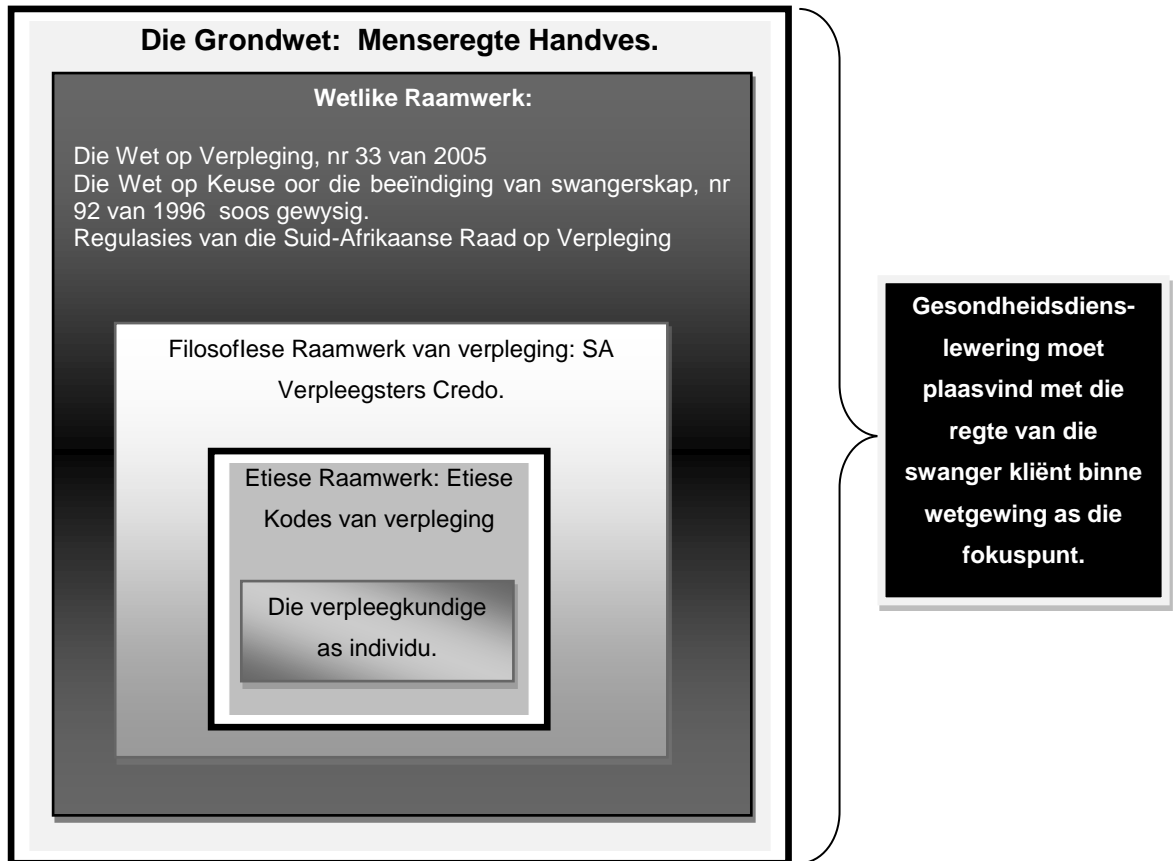 Die Grondwet:  Menseregte Handves.
Wetlike Raamwerk:
Die Wet op Verpleging, nr 33 van 2005
Die Wet op Keuse oor die beeïndiging van swangerskap, nr
92 van 1996  soos gewysig.
Regulasies van die Suid-Afrikaanse Raad op Verpleging
Filosoflese Raamwerk van verpleging: SA
Verpleegsters Credo.
Etiese Raamwerk: Etiese
Kodes van verpleging
Die verpleegkundige
as individu.
Gesondheidsdiens-
lewering moet
plaasvind met die
regte van die
swanger kliënt binne
wetgewing as die
fokuspunt.